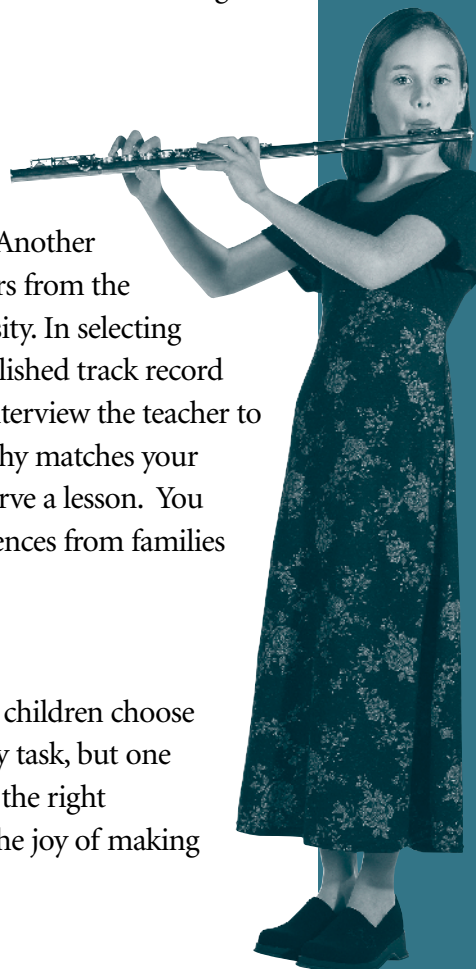 Another
rs from the
sity. In selecting
lished track record
nterview the teacher to
hy matches your
rve a lesson. You
ences from families
children choose
y task, but one
the right
he joy of making